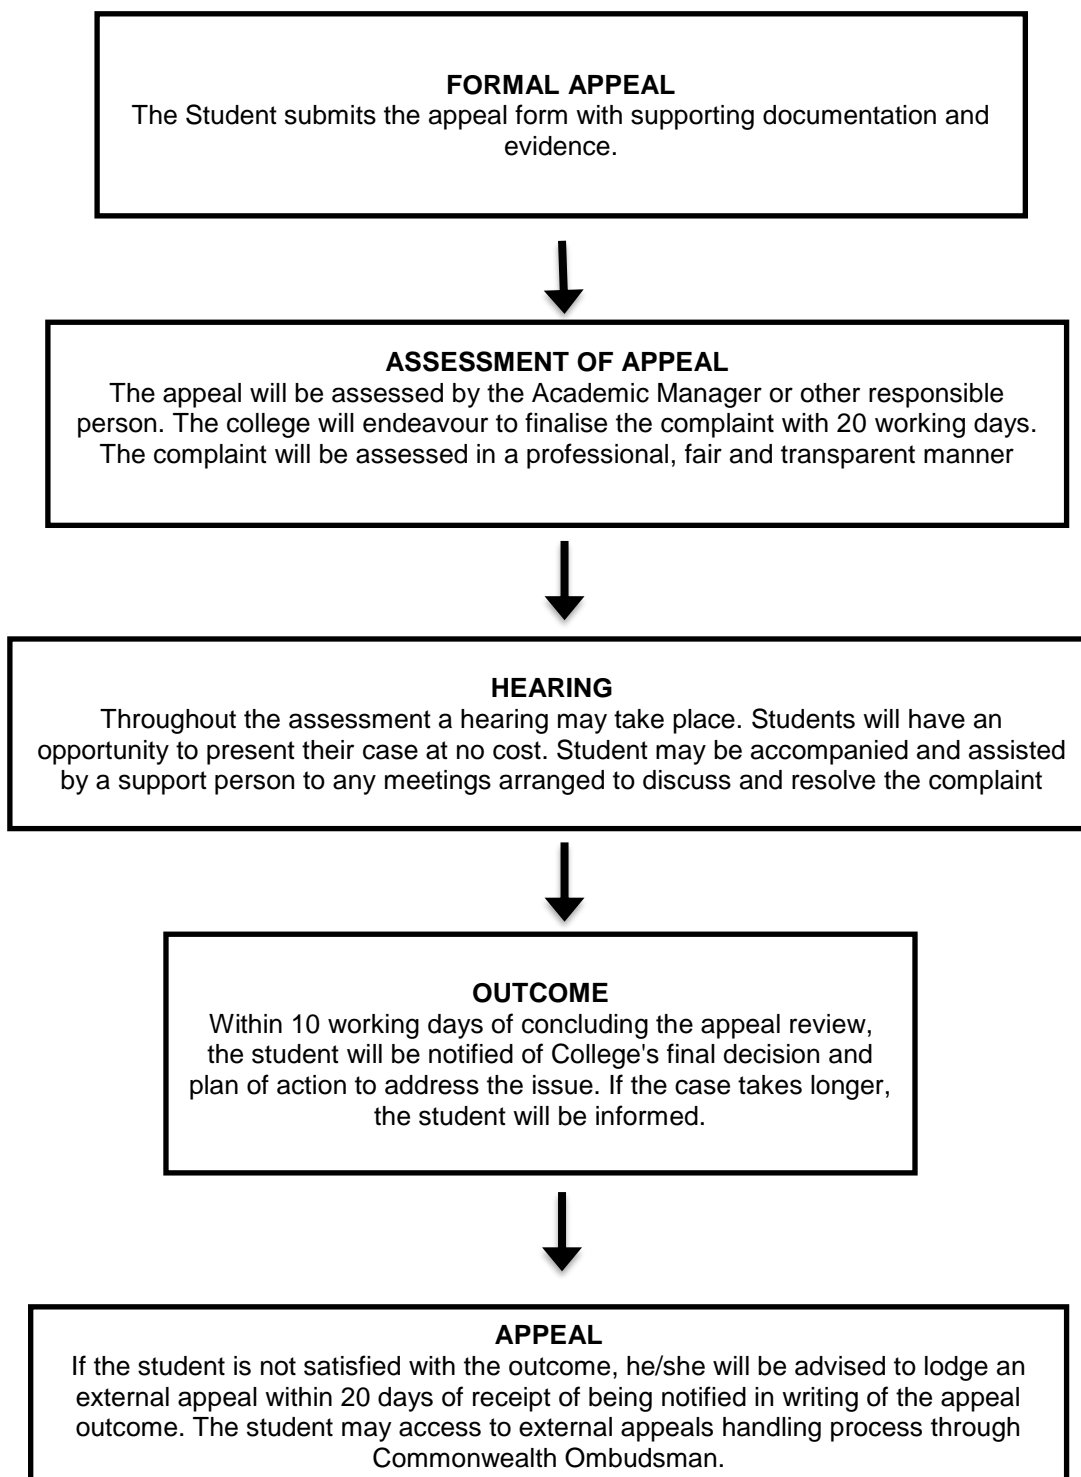 FORMAL APPEAL
The Student submits the appeal form with supporting documentation and
evidence.
ASSESSMENT OF APPEAL
The appeal will be assessed by the Academic Manager or other responsible
person. The college will endeavour to finalise the complaint with 20 working days.
The complaint will be assessed in a professional, fair and transparent manner
HEARING
Throughout the assessment a hearing may take place. Students will have an
opportunity to present their case at no cost. Student may be accompanied and assisted
by a support person to any meetings arranged to discuss and resolve the complaint
OUTCOME
Within 10 working days of concluding the appeal review,
the student will be notified of College's final decision and
plan of action to address the issue. If the case takes longer,
the student will be informed.
APPEAL
If the student is not satisfied with the outcome, he/she will be advised to lodge an
external appeal within 20 days of receipt of being notified in writing of the appeal
outcome. The student may access to external appeals handling process through
Commonwealth Ombudsman.